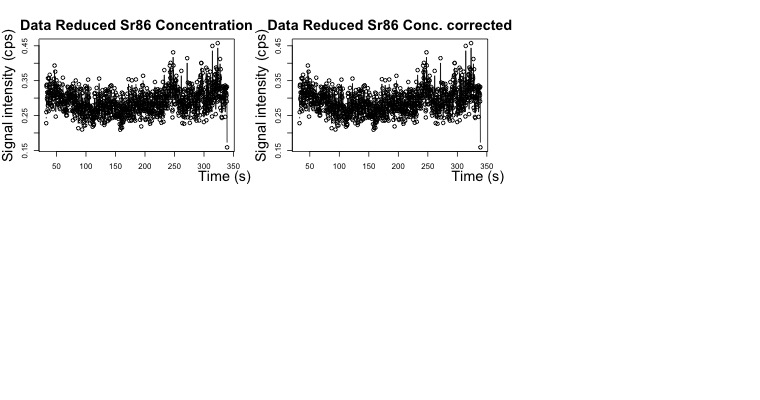 Data Reduced Sr86 Concentration
Signal intensity (cps)
0.45
0.35
0.25
0.15
50 100 150 200 250 300 350
Time (s)
Data Reduced Sr86 Conc. corrected
Signal intensity (cps)
0.45
0.35
0.25
0.15
50 100 150 200 250 300 350
Time (s)